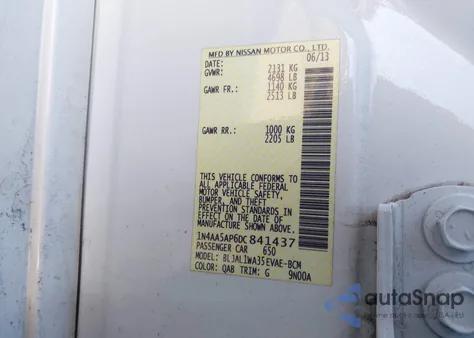 MFD BY NISSAN MOTOR CO., LTD.
DATE: 06/13
GVWR: 2131 KG
4698 LB
GAWR FR.: 1140 KG
2513 LB
GAWR RR.: 1000 KG
2205 LB
THIS VEHICLE CONFORMS TO
ALL APPLICABLE FEDERAL
MOTOR VEHICLE SAFETY,
BUMPER, AND THEFT
PREVENTION STANDARDS
IN EFFECT ON THE DATE OF
MANUFACTURE SHOWN ABOVE.
1N4AA5AP6DC841437
PASSENGER CAR 650
MODEL: BLJALIWA35EVAE-BCM
COLOR: QAB TRIM: G 9N00A
autoSnap